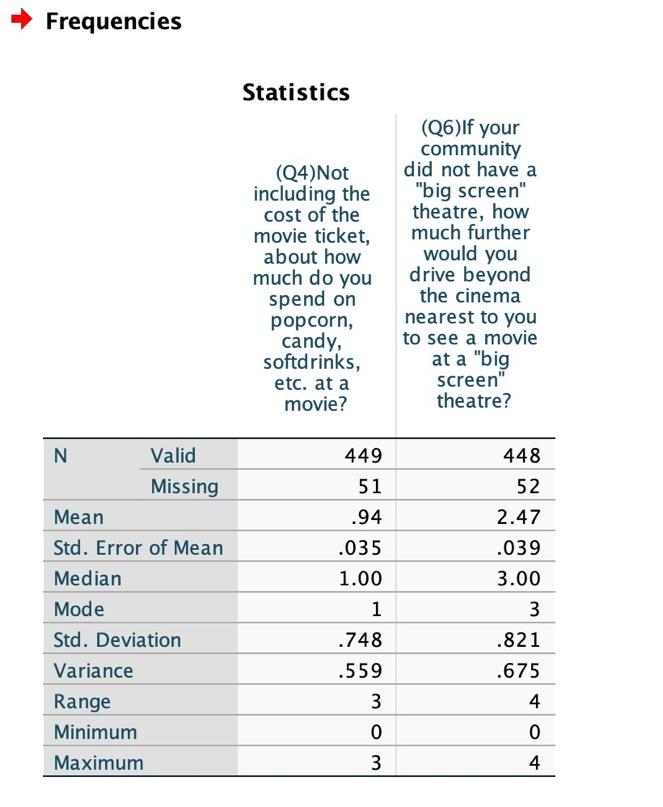 Frequencies
Statistics
(Q4)Not
including the
cost of the
movie ticket,
about how
much do you
spend on
popcorn,
candy,
softdrinks,
etc. at a
movie?
(Q6)If your
community
did not have a
"big screen"
theatre, how
much further
would you
drive beyond
the cinema
nearest to you
to see a movie
at a "big
screen"
theatre?
N Valid 449 448
Missing 51 52
Mean .94 2.47
Std. Error of Mean .035 .039
Median 1.00 3.00
Mode 1 3
Std. Deviation .748 .821
Variance .559 .675
Range 3 4
Minimum 0 0
Maximum 3 4